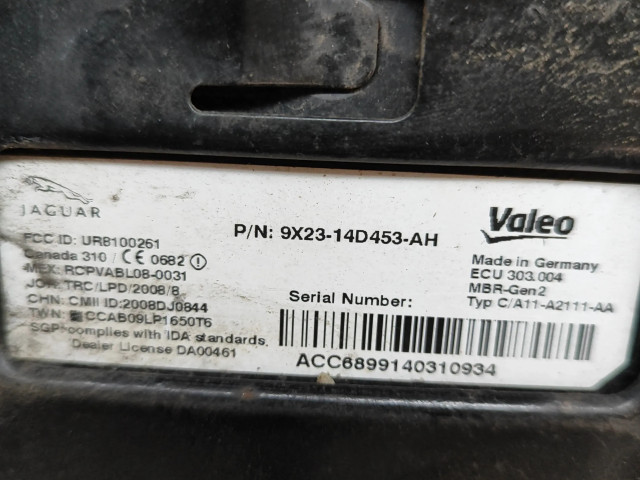 JAGUAR
FCC ID: UR8100261
Canada 310 / CE 0682
MEX: RCPVABL08-0031
JOR: TRC/LPD/2008/8
CHN: CMII ID:2008DJ0844
TWN: CCAB09LP1650T6
SGP:complies with IDA standards.
Dealer License DA00461
P/N: 9X23-14D453-AH
Serial Number:
ACC6899140310934
Valeo
Made in Germany
ECU 303.004
MBR-Gen2
Typ C/A11-A2111-AA